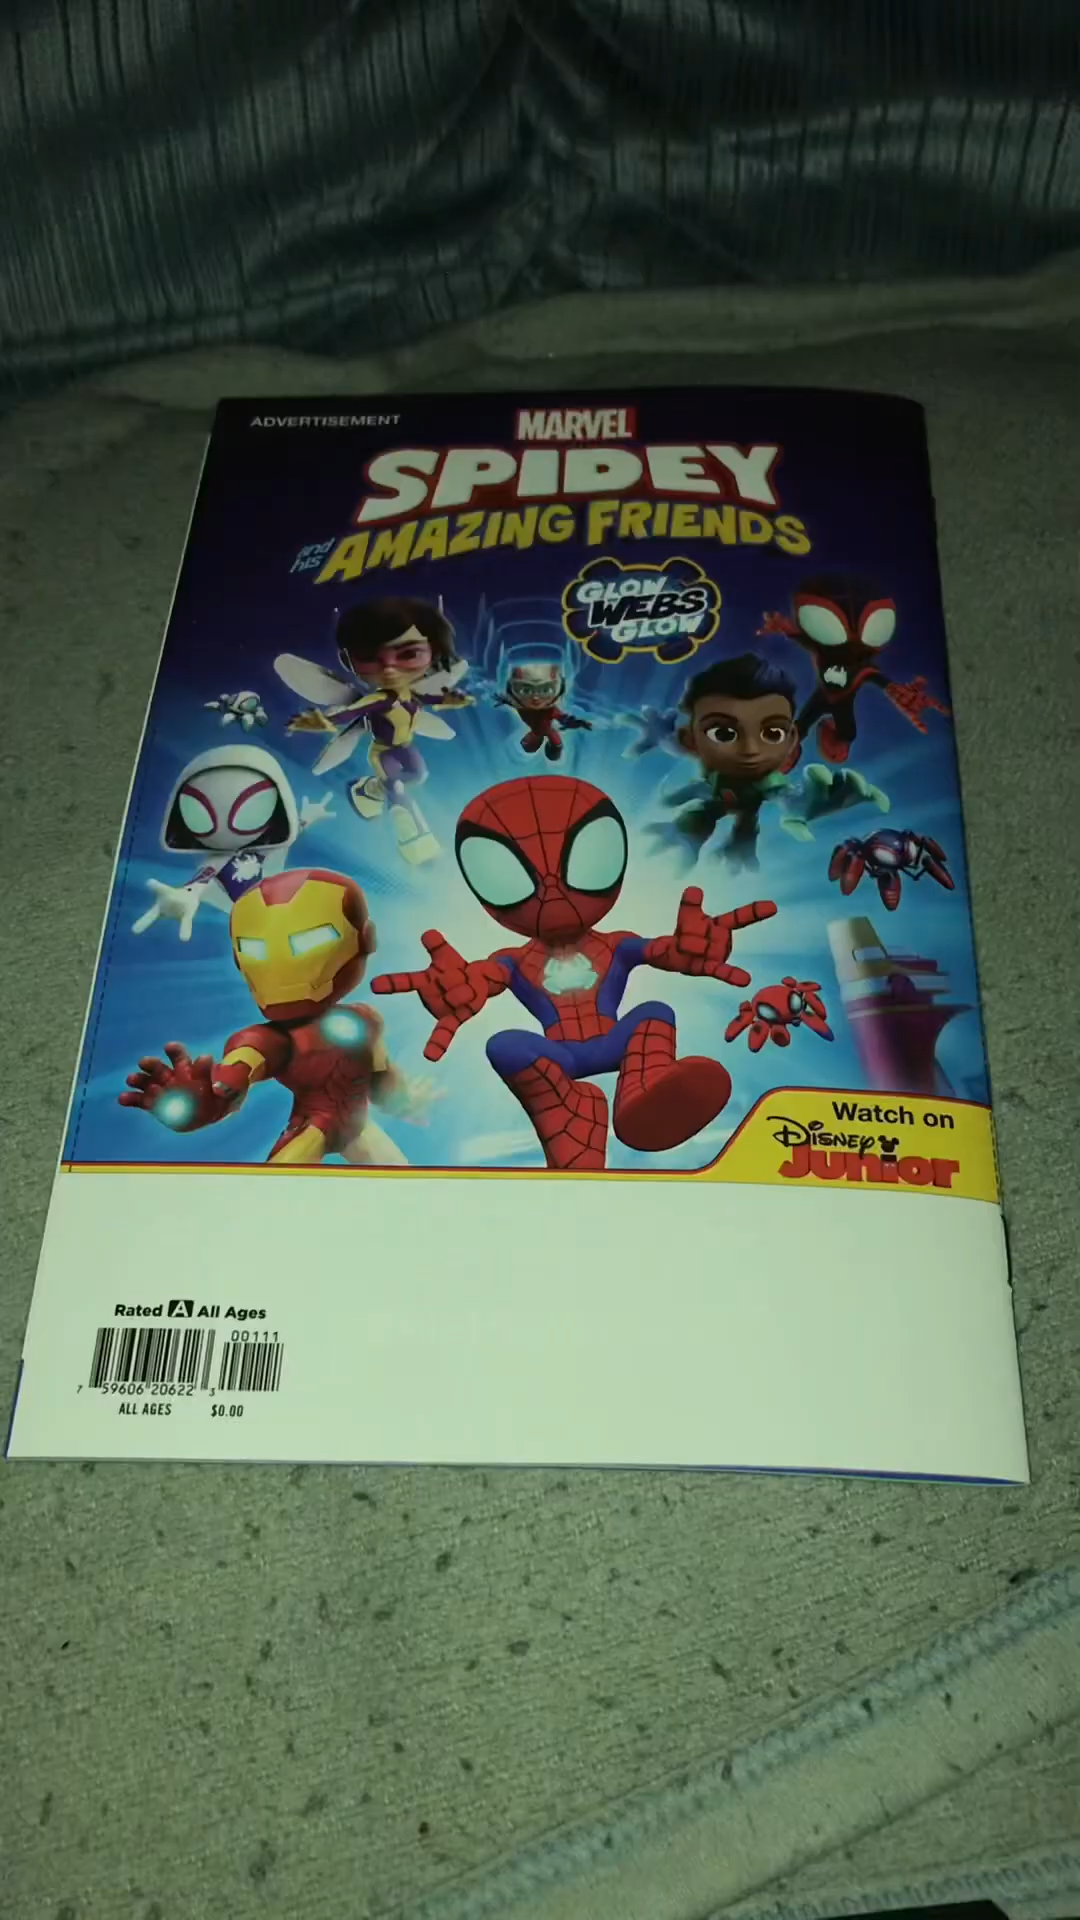 ADVERTISEMENT
MARVEL
SPIDEY
and his AMAZING FRIENDS
GLOW
WEBS
GLOW
Watch on
Disney
Junior
Rated A All Ages
00111
7 59606 20622 3
ALL AGES $0.00